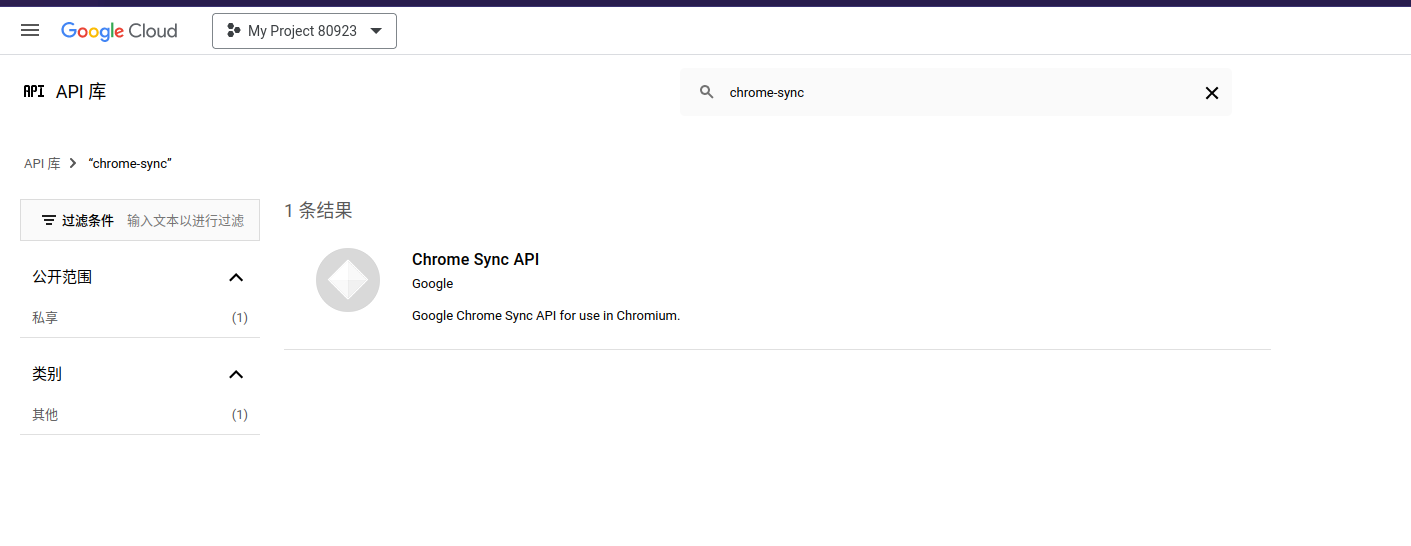 Google Cloud
My Project 80923
API API 库
chrome-sync
API 库 “chrome-sync”
过滤条件 输入文本以进行过滤
1 条结果
Chrome Sync API
Google
Google Chrome Sync API for use in Chromium.
公开范围
私享 (1)
类别
其他 (1)